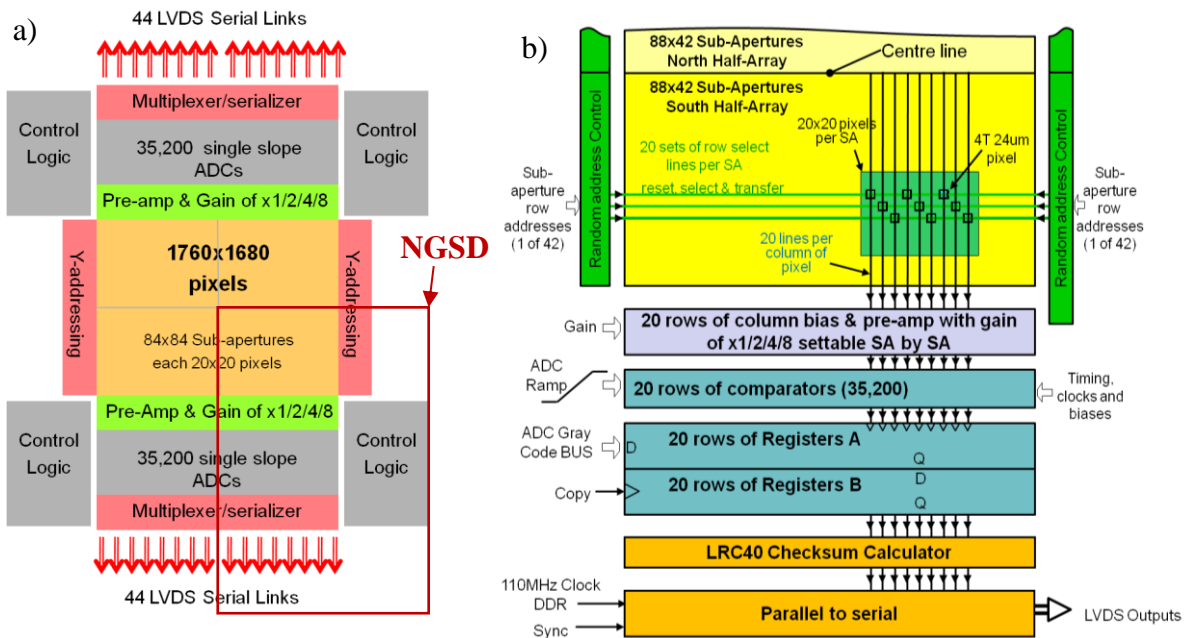 a)
44 LVDS Serial Links
Multiplexer/serializer
Control
Logic
35,200 single slope
ADCs
Control
Logic
Pre-amp & Gain of x1/2/4/8
Y-addressing
1760x1680
pixels
84x84 Sub-apertures
each 20x20 pixels
Y-addressing
NGSD
Pre-Amp & Gain of x1/2/4/8
Control
Logic
35,200 single slope
ADCs
Control
Logic
Multiplexer/serializer
44 LVDS Serial Links
b)
88x42 Sub-Apertures
North Half-Array
Centre line
88x42 Sub-Apertures
South Half-Array
Random address Control
Random address Control
20x20 pixels
per SA
4T 24um
pixel
20 sets of row select
lines per SA
reset, select & transfer
Sub-
aperture
row
addresses
(1 of 42)
Sub-
aperture
row
addresses
(1 of 42)
20 lines per
column of
pixel
Gain
20 rows of column bias & pre-amp with gain
of x1/2/4/8 settable SA by SA
ADC
Ramp
20 rows of comparators (35,200)
Timing,
clocks and
biases
ADC Gray
Code BUS
D
20 rows of Registers A
Q
Copy
20 rows of Registers B
D
Q
LRC40 Checksum Calculator
110MHz Clock
DDR
Sync
Parallel to serial
LVDS Outputs